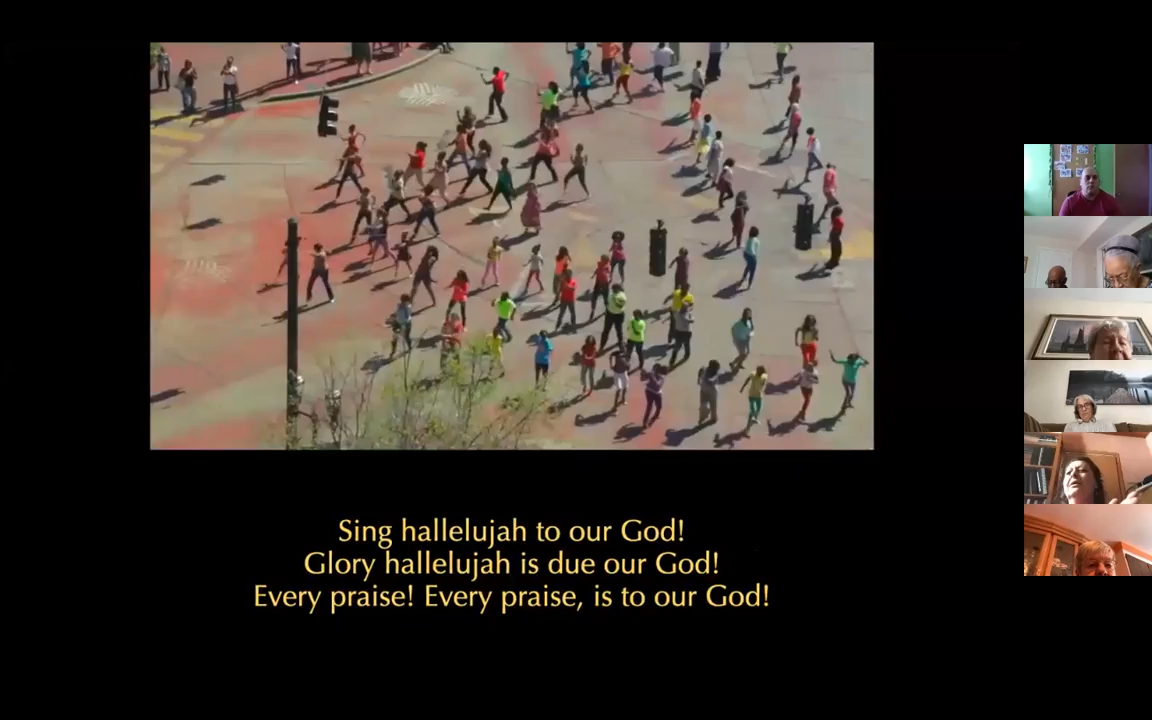 Sing hallelujah to our God!
Glory hallelujah is due our God!
Every praise! Every praise, is to our God!